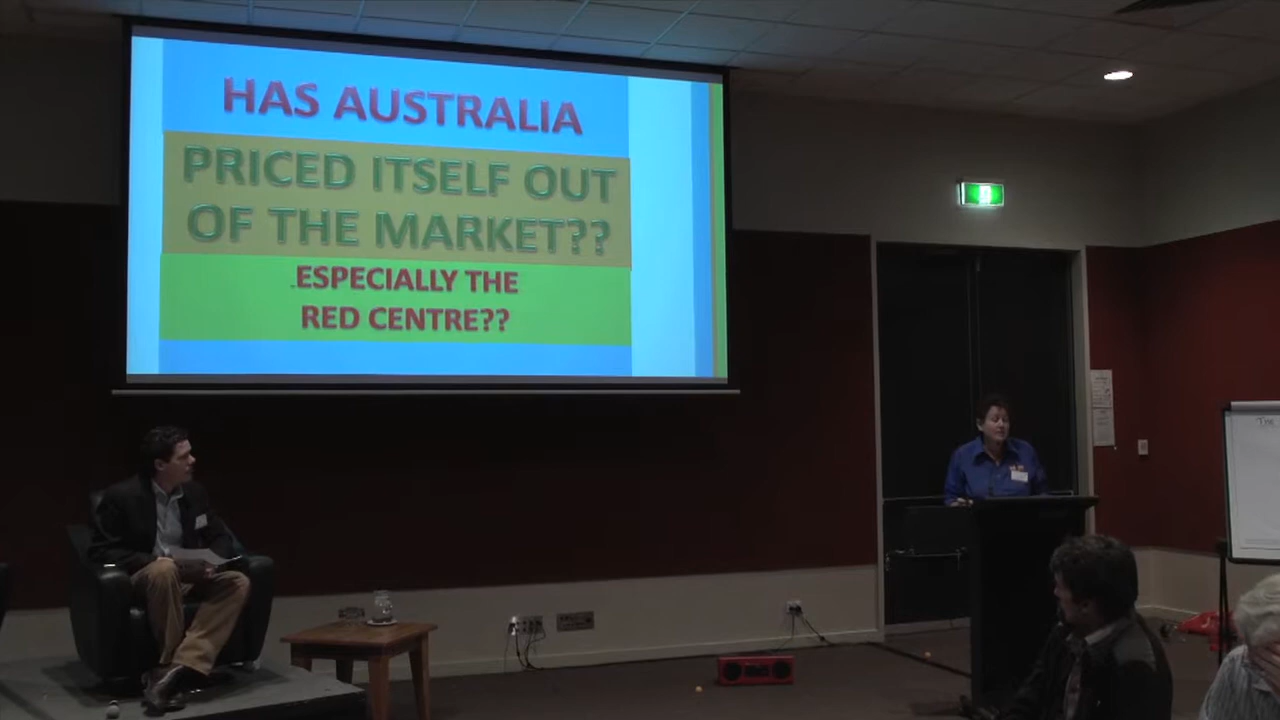 HAS AUSTRALIA
PRICED ITSELF OUT
OF THE MARKET??
ESPECIALLY THE
RED CENTRE??